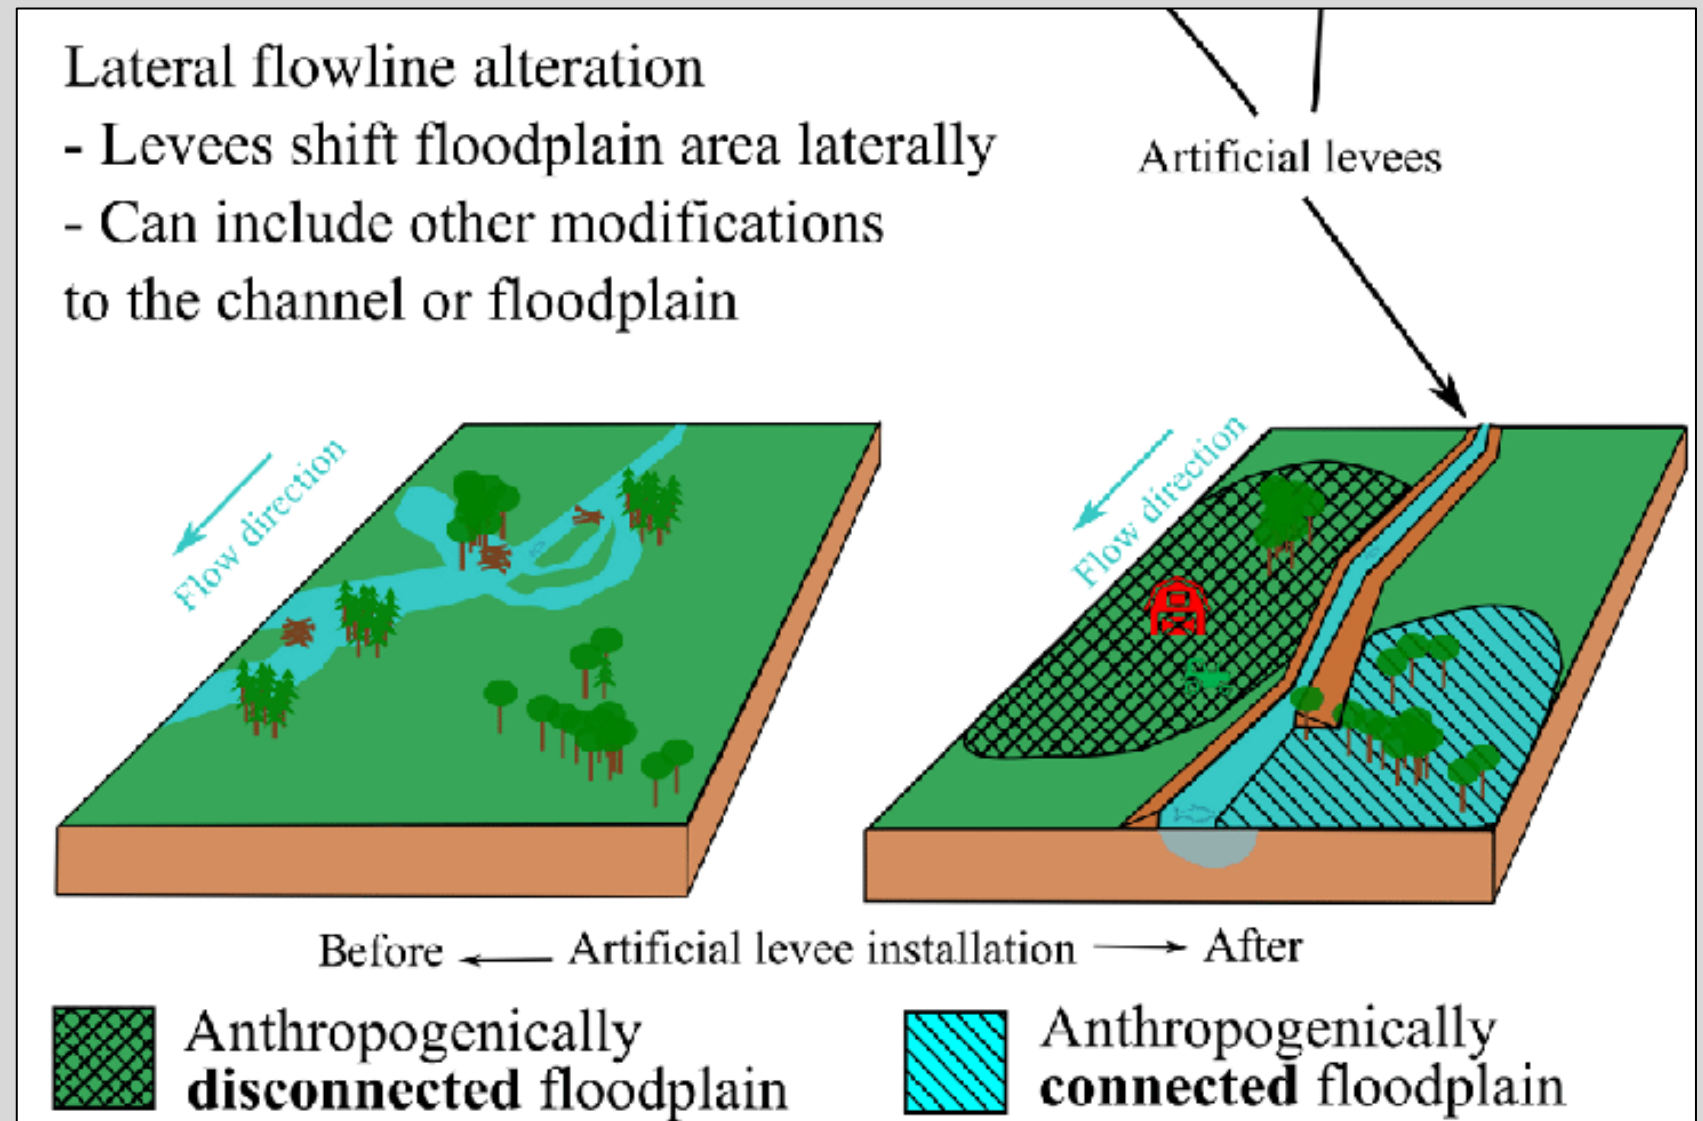 Lateral flowline alteration
- Levees shift floodplain area laterally
- Can include other modifications
to the channel or floodplain
Artificial levees
Flow direction
Flow direction
Before
Artificial levee installation
After
Anthropogenically
disconnected floodplain
Anthropogenically
connected floodplain